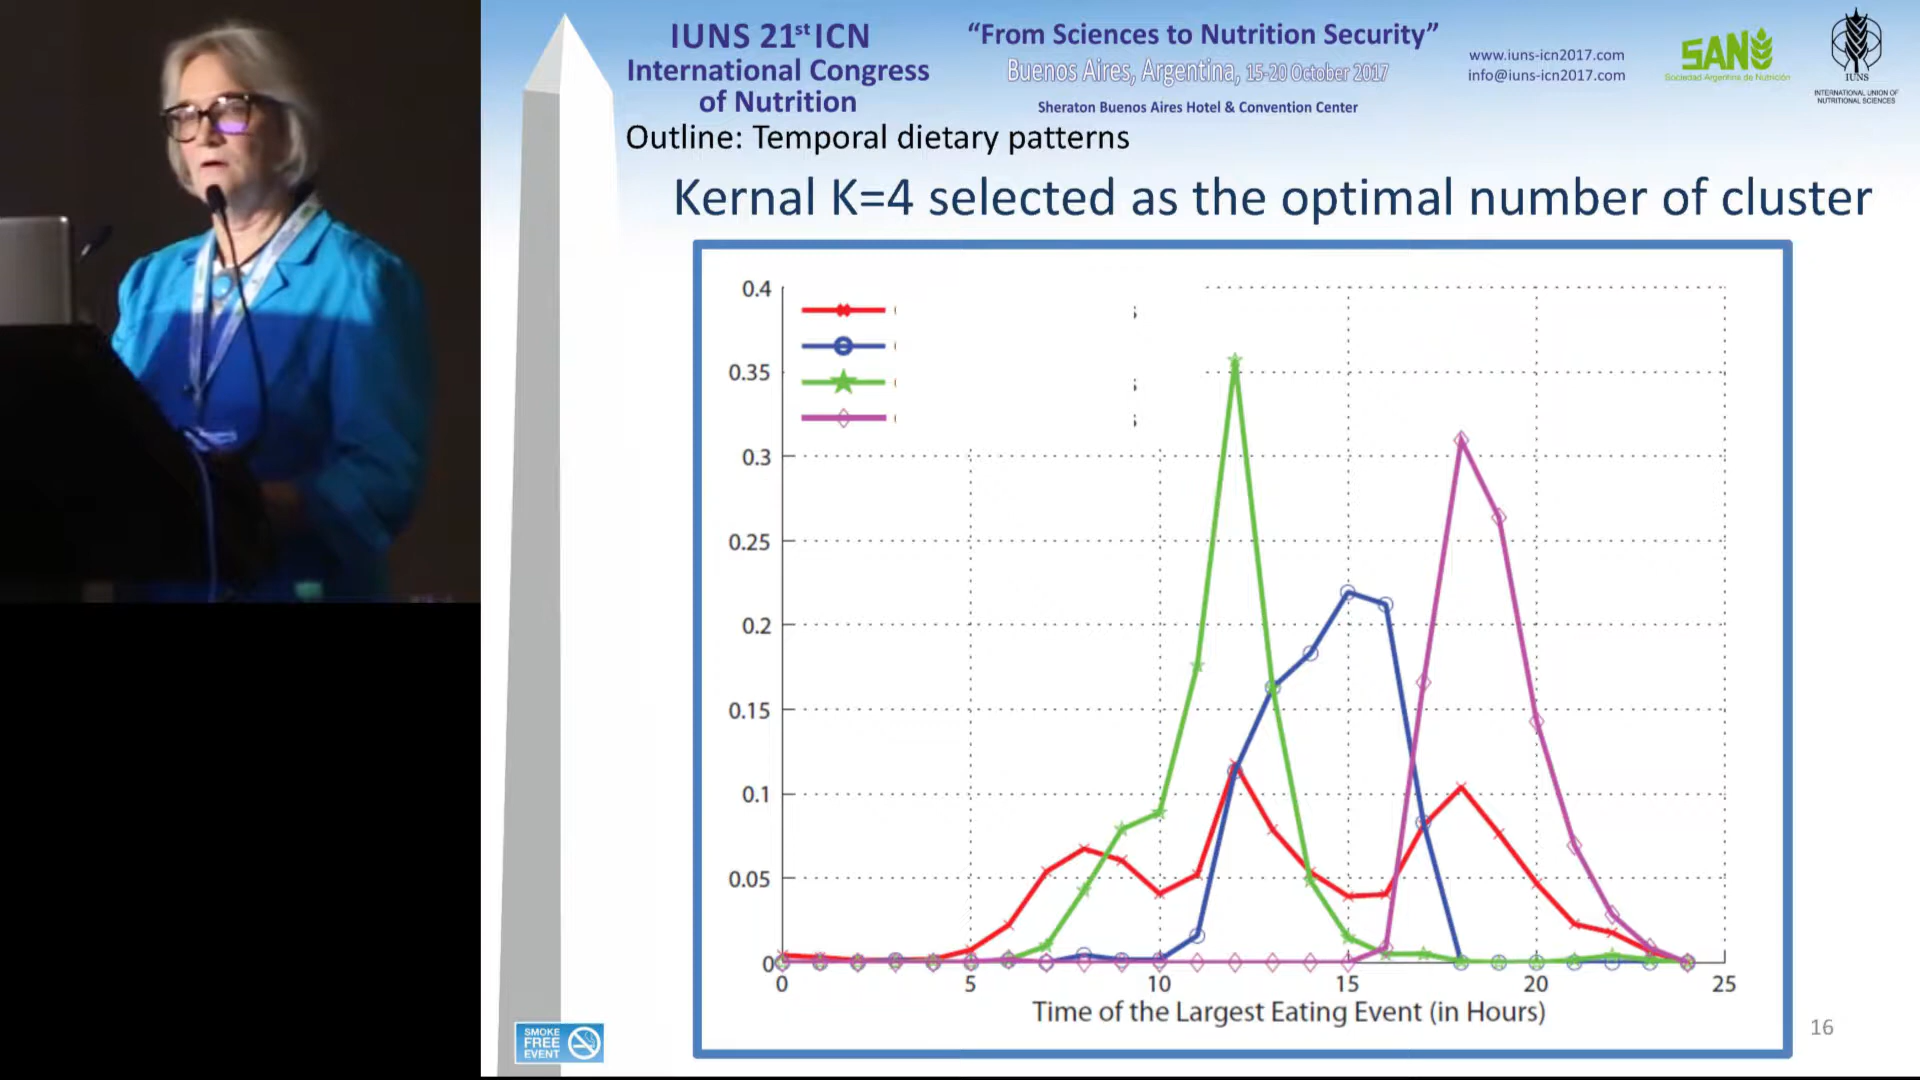 IUNS 21st ICN
International Congress
of Nutrition
“From Sciences to Nutrition Security”
Buenos Aires, Argentina, 15-20 October 2017
Sheraton Buenos Aires Hotel & Convention Center
www.iuns-icn2017.com
info@iuns-icn2017.com
SAN
Sociedad Argentina de Nutrición
IUNS
INTERNATIONAL UNION OF
NUTRITIONAL SCIENCES
Outline: Temporal dietary patterns
Kernal K=4 selected as the optimal number of cluster
0.4
0.35
0.3
0.25
0.2
0.15
0.1
0.05
0
0 5 10 15 20 25
Time of the Largest Eating Event (in Hours)
16
SMOKE
FREE
EVENT